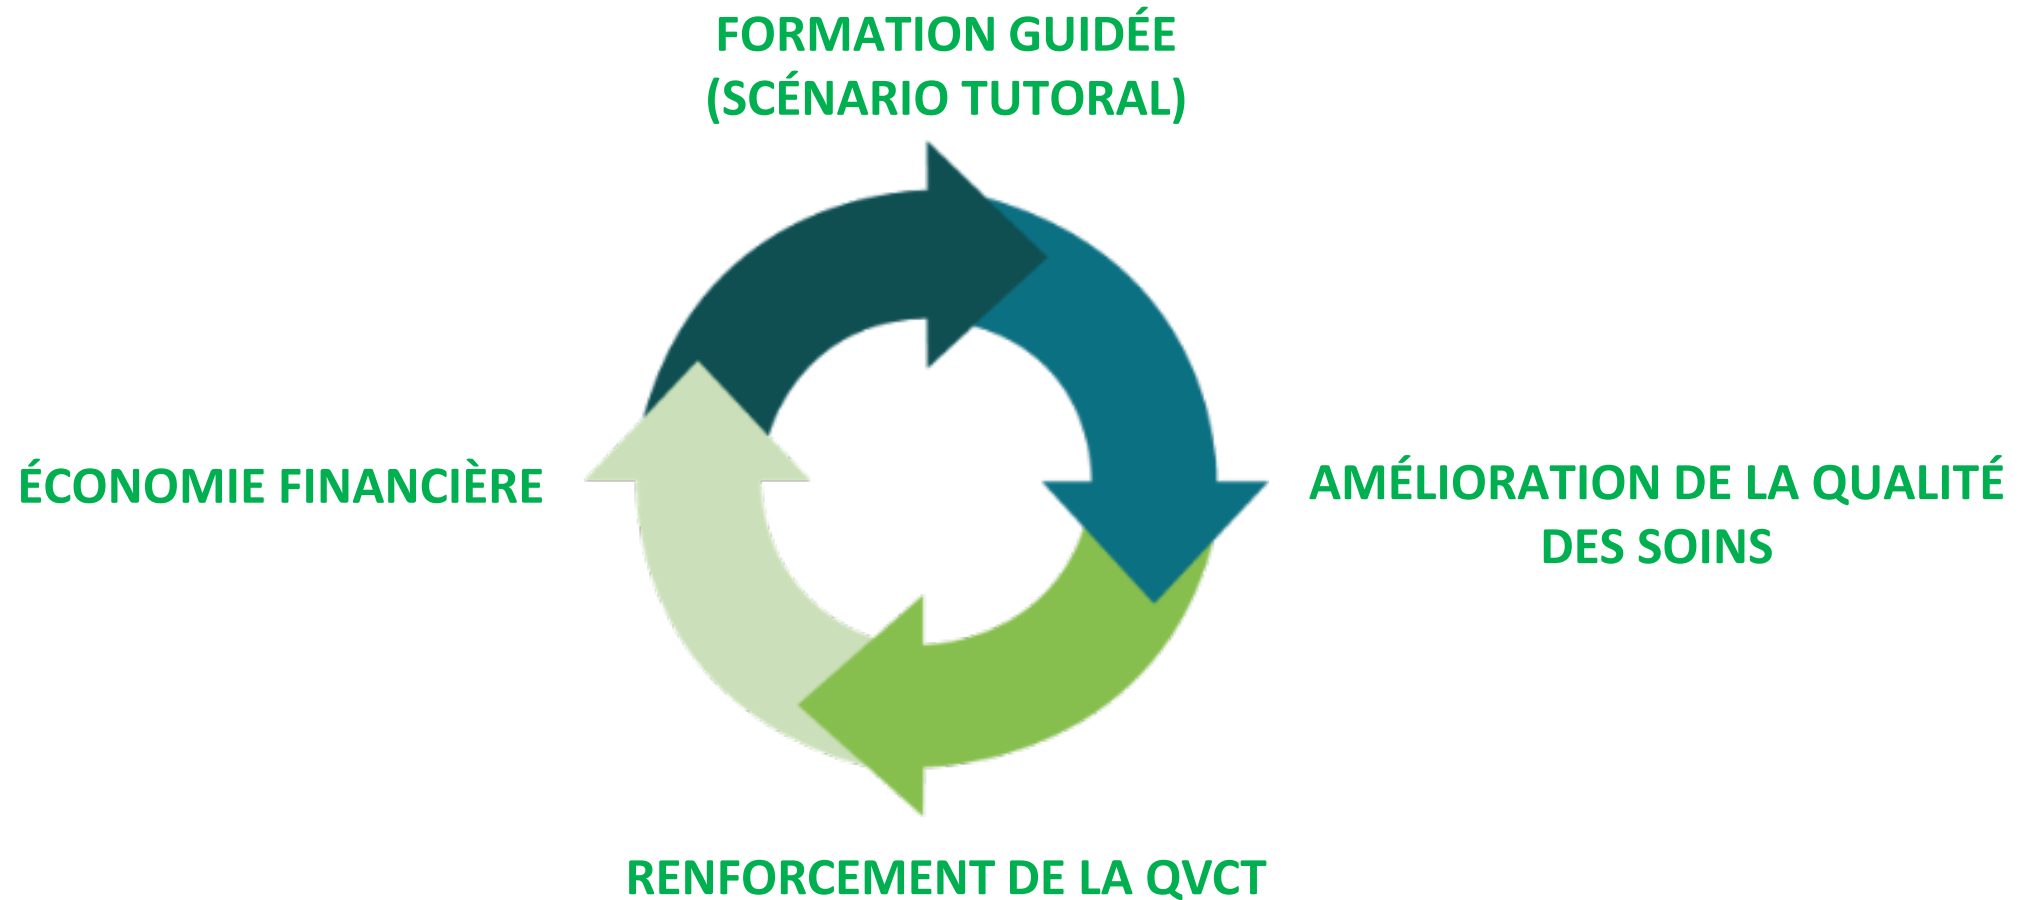 FORMATION GUIDÉE
(SCÉNARIO TUTORAL)
ÉCONOMIE FINANCIÈRE
AMÉLIORATION DE LA QUALITÉ
DES SOINS
RENFORCEMENT DE LA QVCT